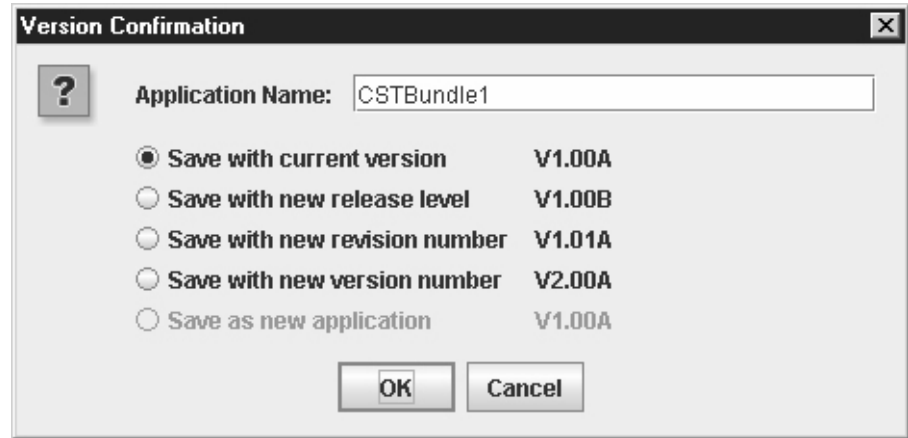 Version Confirmation
?
Application Name: CSTBundle1
Save with current version V1.00A
Save with new release level V1.00B
Save with new revision number V1.01A
Save with new version number V2.00A
Save as new application V1.00A
OK Cancel